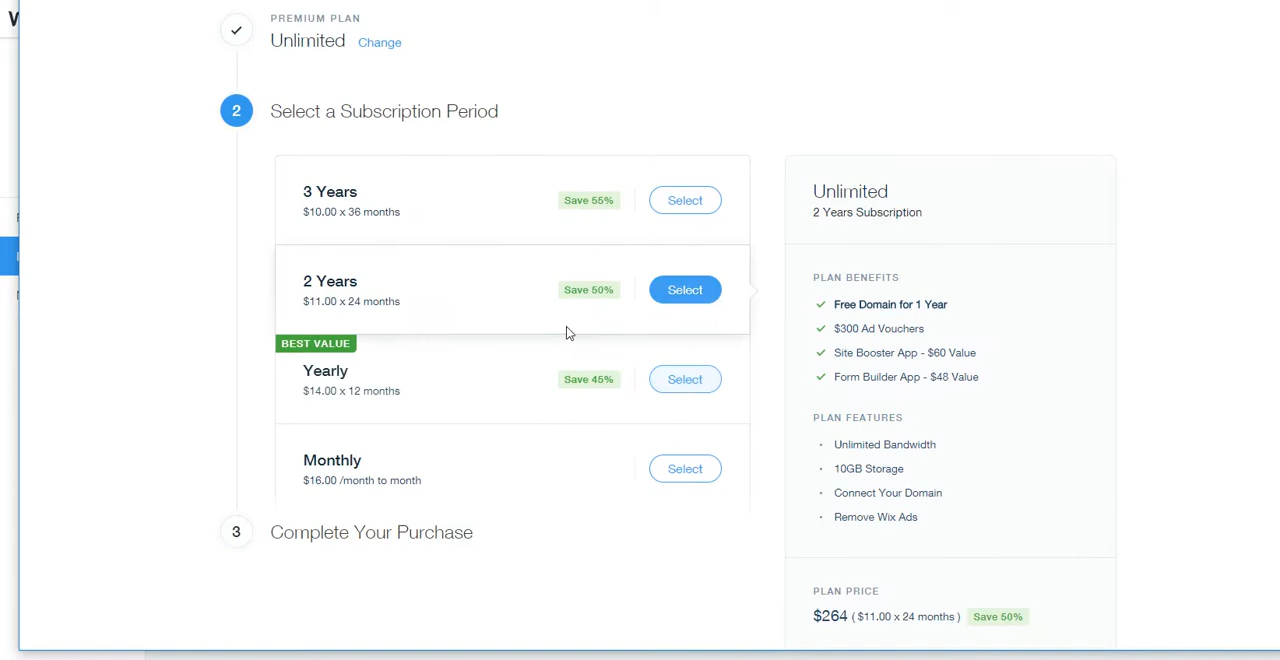 PREMIUM PLAN
Unlimited Change
2 Select a Subscription Period
3 Years
$10.00 x 36 months
Save 55%
Select
2 Years
$11.00 x 24 months
Save 50%
Select
BEST VALUE
Yearly
$14.00 x 12 months
Save 45%
Select
Monthly
$16.00 /month to month
Select
3 Complete Your Purchase
Unlimited
2 Years Subscription
PLAN BENEFITS
Free Domain for 1 Year
$300 Ad Vouchers
Site Booster App - $60 Value
Form Builder App - $48 Value
PLAN FEATURES
Unlimited Bandwidth
10GB Storage
Connect Your Domain
Remove Wix Ads
PLAN PRICE
$264 ( $11.00 x 24 months ) Save 50%